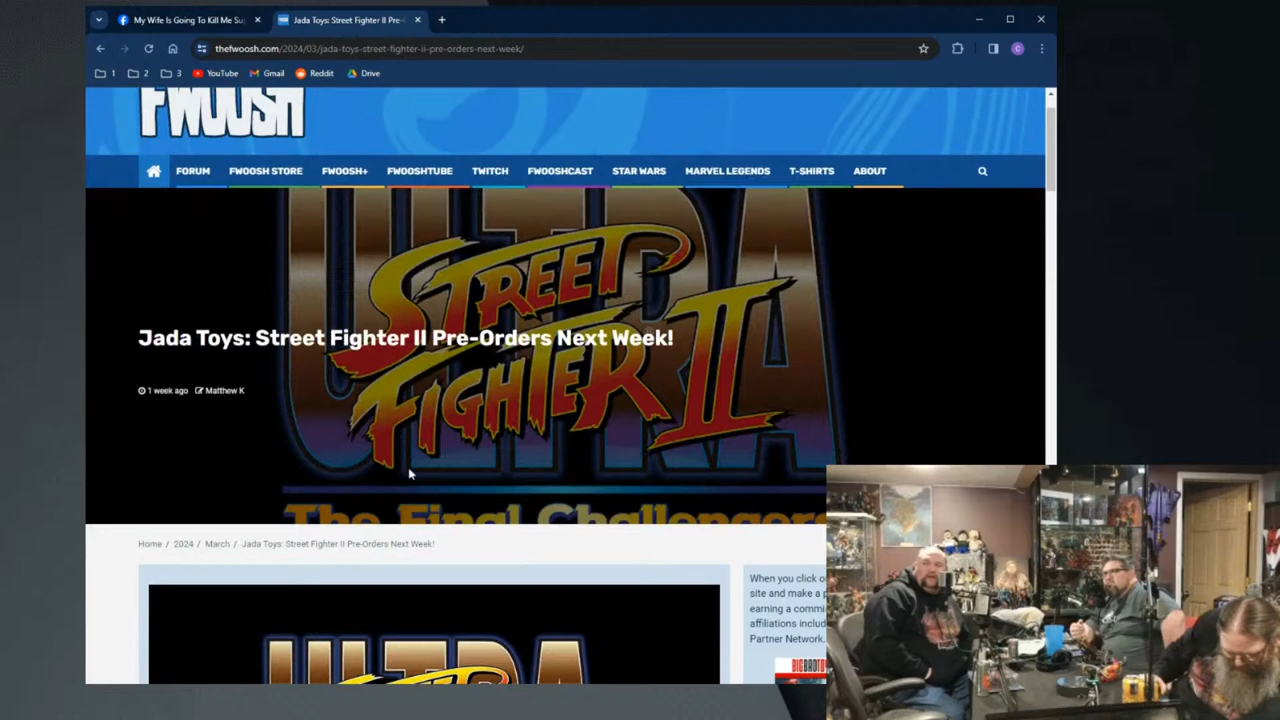 My Wife Is Going To Kill Me Su
Jada Toys: Street Fighter II Pre-
thefwoosh.com/2024/03/jada-toys-street-fighter-ii-pre-orders-next-week/
1 2 3 YouTube Gmail Reddit Drive
FWOOSH
FORUM FWOOSH STORE FWOOSH+ FWOOSHTUBE TWITCH FWOOSHCAST STAR WARS MARVEL LEGENDS T-SHIRTS ABOUT
ULTRA
STREET
FIGHTER II
Jada Toys: Street Fighter II Pre-Orders Next Week!
1 week ago Matthew K
The Final Challengers
Home / 2024 / March / Jada Toys: Street Fighter II Pre-Orders Next Week!
When you click o
site and make a p
earning a commi
affiliations includ
Partner Network.
ULTRA
BIGBADTO